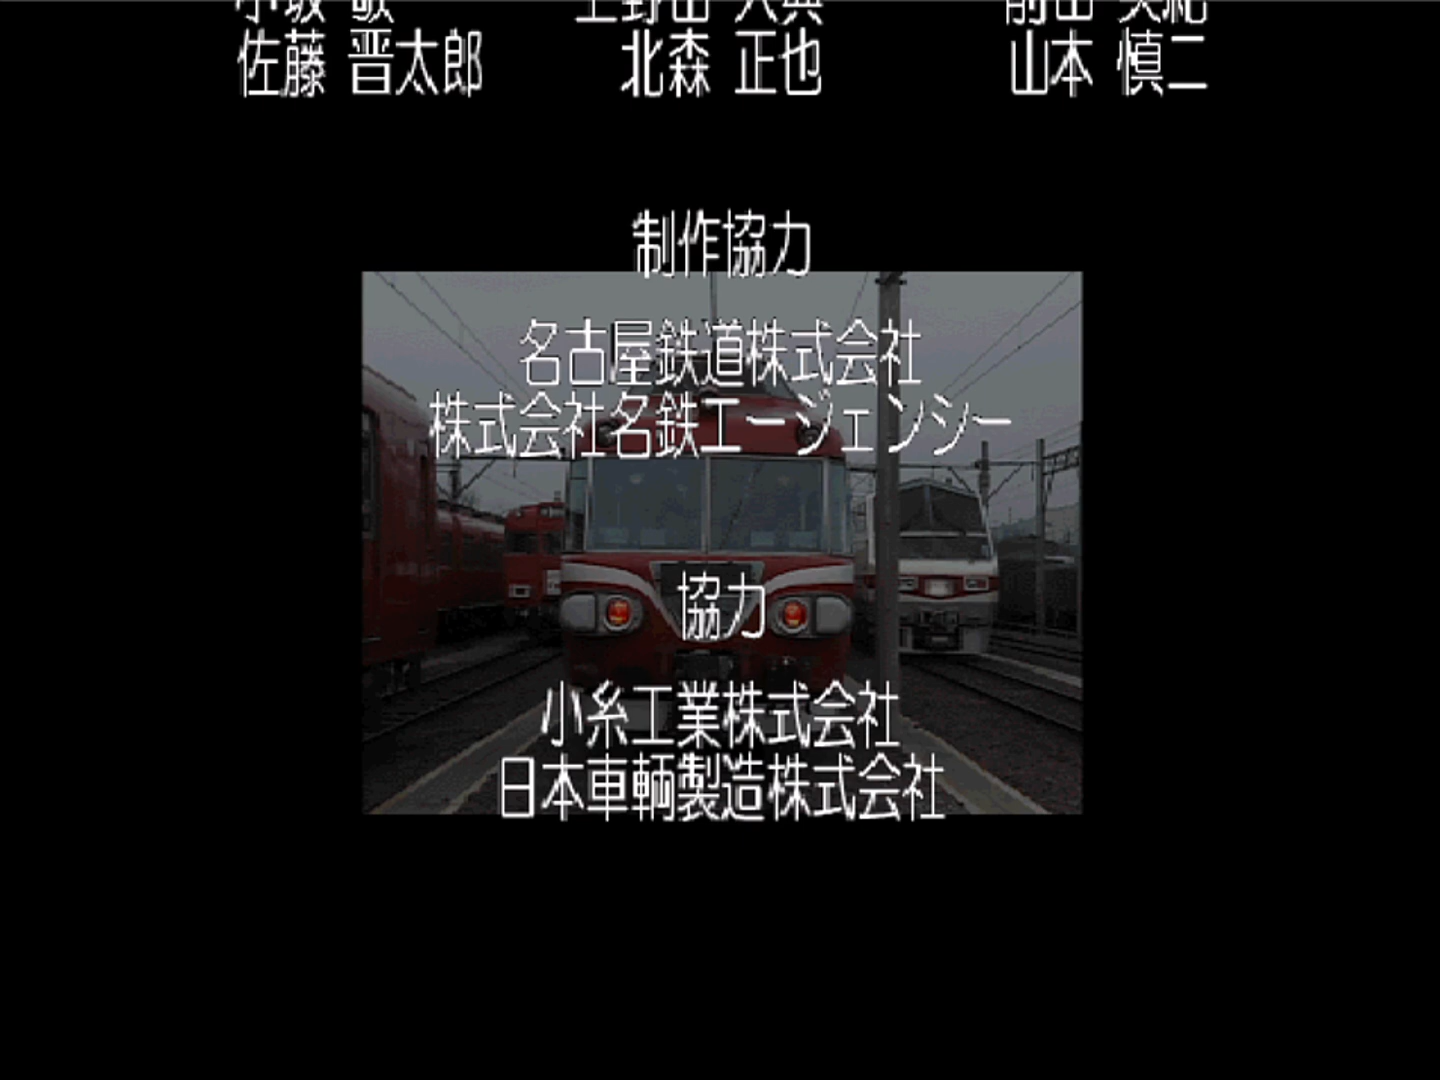 佐藤 晋太郎 北森 正也 山本 慎二
制作協力
名古屋鉄道株式会社
株式会社名鉄エージェンシー
協力
小糸工業株式会社
日本車輌製造株式会社